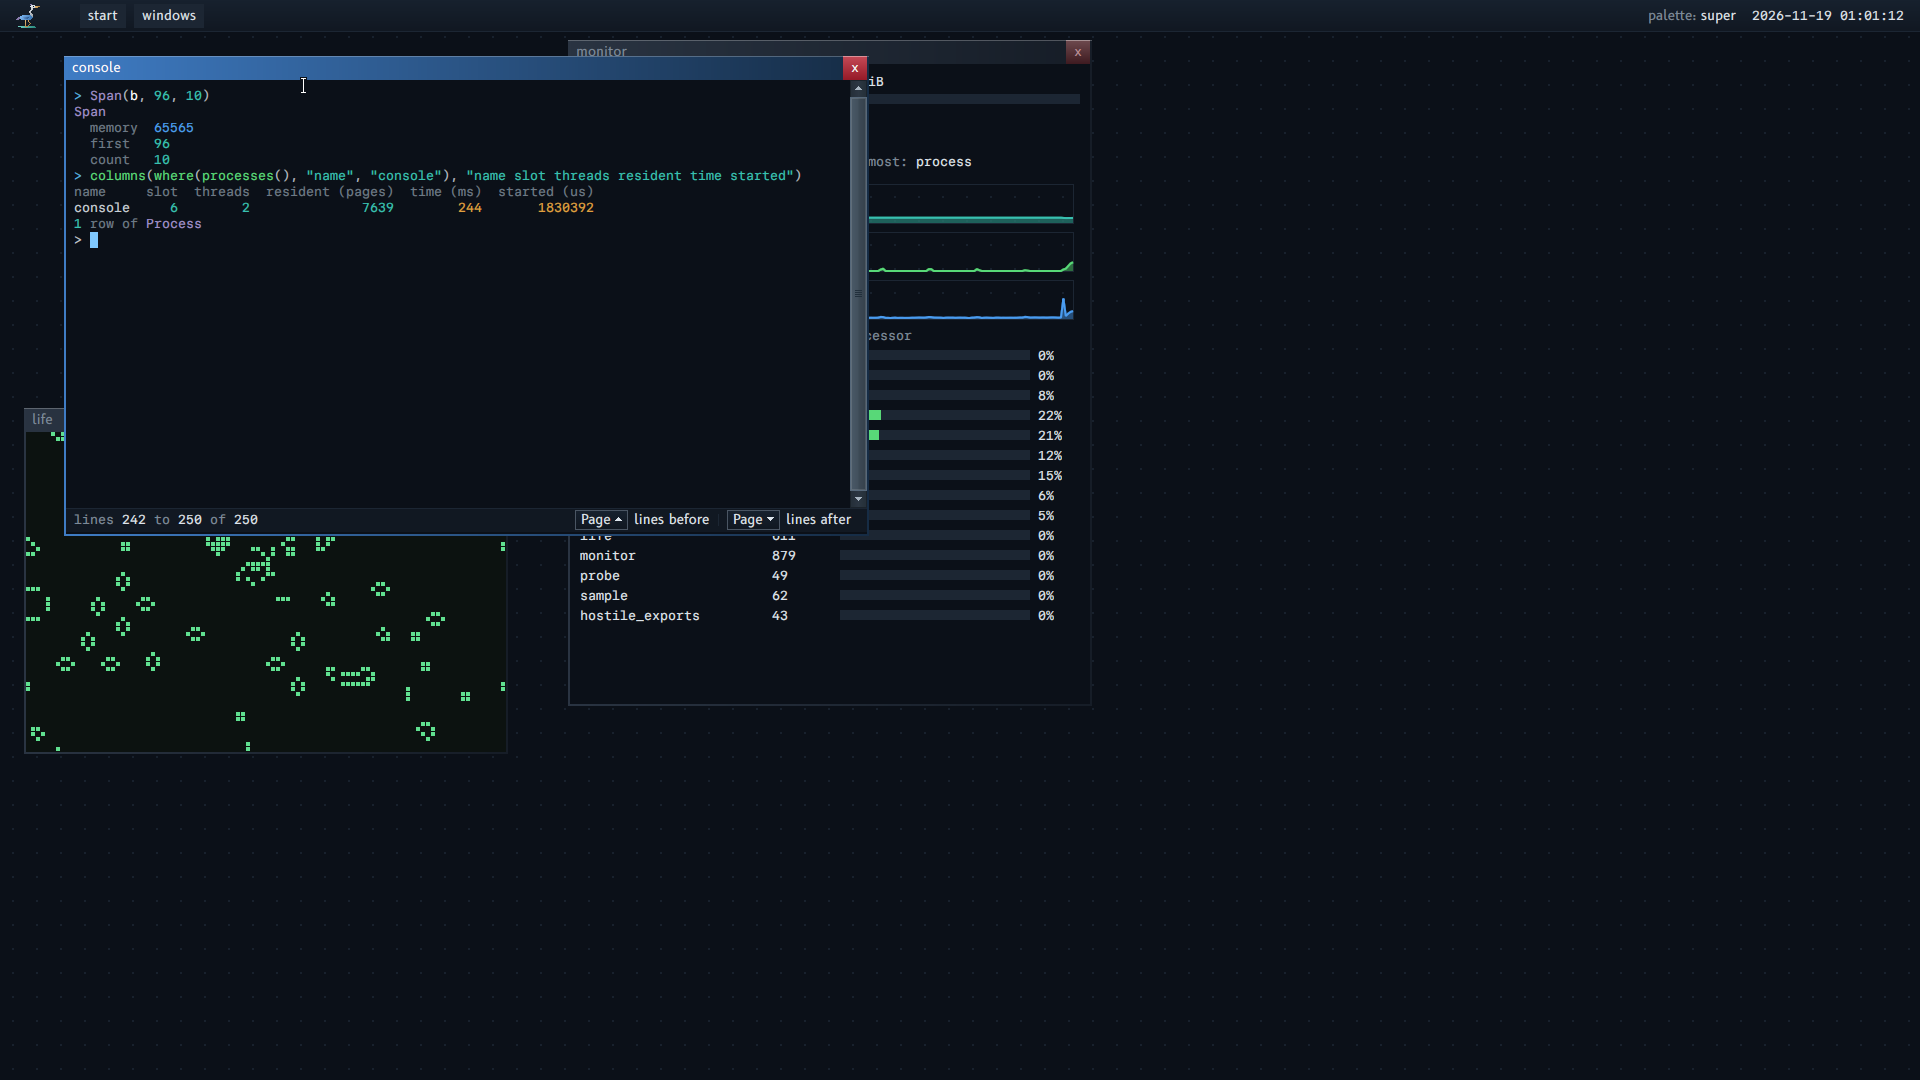 start windows palette: super 2026-11-19 01:01:12
monitor x
console x
iB
> Span(b, 96, 10)
Span
memory 65565
first 96
count 10
most: process
> columns(where(processes(), "name", "console"), "name slot threads resident time started")
name slot threads resident (pages) time (ms) started (us)
console 6 2 7639 244 1830392
1 row of Process
>
cessor
0%
0%
8%
22%
21%
12%
15%
6%
5%
life
lines 242 to 250 of 250 Page lines before Page lines after
life 0%
monitor 879 0%
probe 49 0%
sample 62 0%
hostile_exports 43 0%